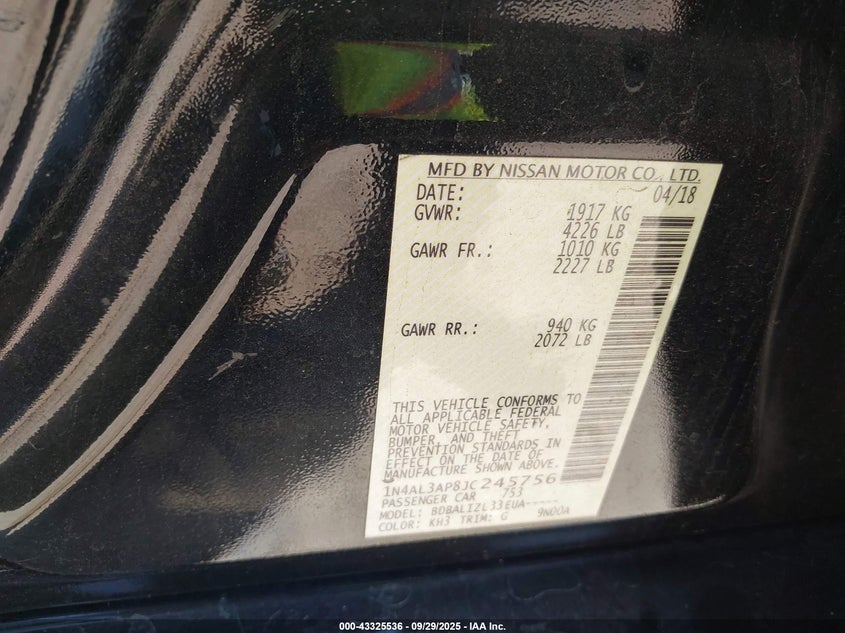 MFD BY NISSAN MOTOR CO., LTD.
DATE: 04/18
GVWR: 1917 KG
4226 LB
GAWR FR.: 1010 KG
2227 LB
GAWR RR.: 940 KG
2072 LB
THIS VEHICLE CONFORMS TO
ALL APPLICABLE FEDERAL
MOTOR VEHICLE SAFETY,
BUMPER, AND THEFT
PREVENTION STANDARDS IN
EFFECT ON THE DATE OF
MANUFACTURE SHOWN ABOVE.
1N4AL3AP8JC245756
PASSENGER CAR 753
MODEL: BDBALIZL33EUA-----
COLOR: KH3 TRIM: G 9N00A
000-43325536 - 09/29/2025 - IAA Inc.